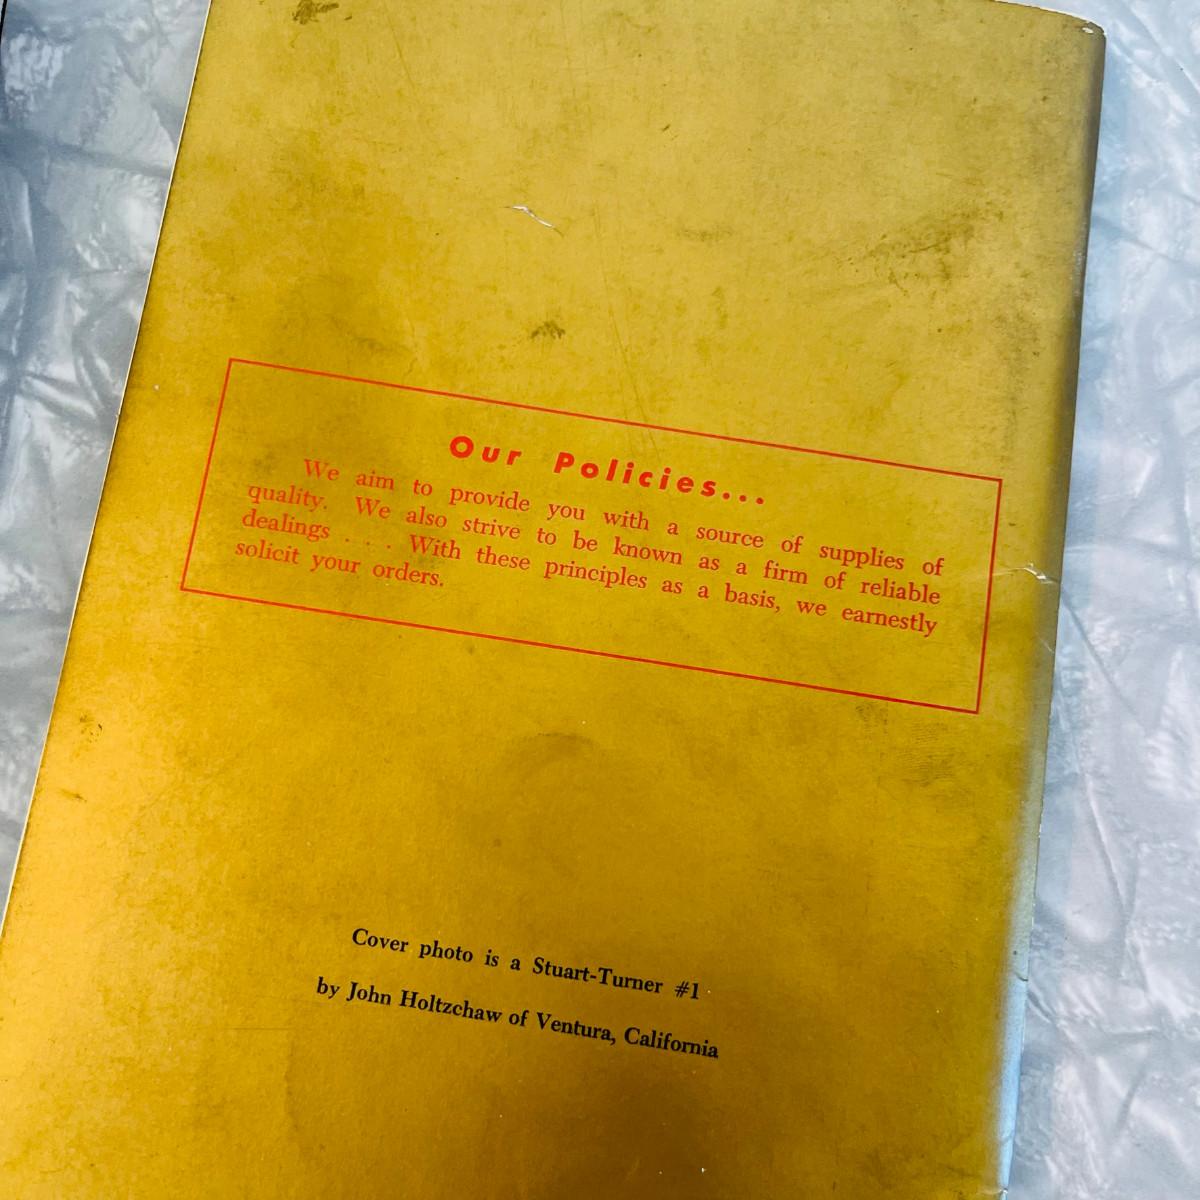 Our Policies...
We aim to provide you with a source of supplies of
quality. We also strive to be known as a firm of reliable
dealings . . . With these principles as a basis, we earnestly
solicit your orders.
Cover photo is a Stuart-Turner #1
by John Holtzchaw of Ventura, California